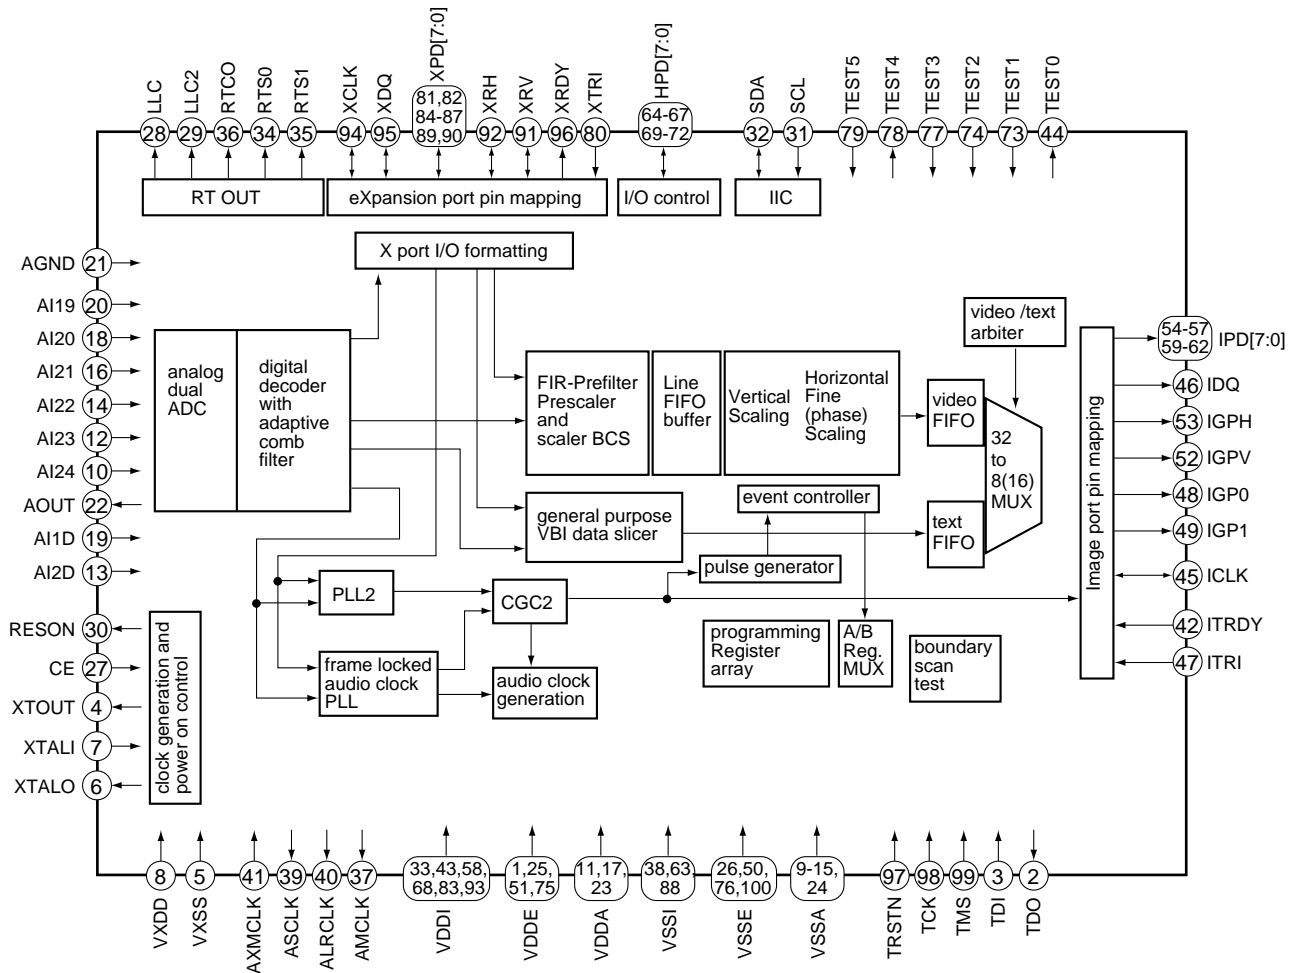 LLC
LLC2
RTCO
RTS0
RTS1
XCLK
XDQ
XPD[7:0]
XRH
XRV
XRDY
XTRI
HPD[7:0]
SDA
SCL
TEST5
TEST4
TEST3
TEST2
TEST1
TEST0
28
29
36
34
35
94
95
81,82
84-87
89,90
92
91
96
80
64-67
69-72
32
31
79
78
77
74
73
44
RT OUT
eXpansion port pin mapping
I/O control
IIC
X port I/O formatting
AGND 21
AI19 20
AI20 18
AI21 16
AI22 14
AI23 12
AI24 10
AOUT 22
AI1D 19
AI2D 13
RESON 30
CE 27
XTOUT 4
XTALI 7
XTALO 6
analog
dual
ADC
digital
decoder
with
adaptive
comb
filter
FIR-Prefilter
Prescaler
and
scaler BCS
Line
FIFO
buffer
Vertical
Scaling
Horizontal
Fine
(phase)
Scaling
video
FIFO
video /text
arbiter
32
to
8(16)
MUX
text
FIFO
event controller
general purpose
VBI data slicer
pulse generator
PLL2
CGC2
frame locked
audio clock
PLL
audio clock
generation
programming
Register
array
A/B
Reg.
MUX
boundary
scan
test
clock generation and
power on control
Image port pin mapping
54-57
59-62
IPD[7:0]
46 IDQ
53 IGPH
52 IGPV
48 IGP0
49 IGP1
45 ICLK
42 ITRDY
47 ITRI
8
5
41
39
40
37
33,43,58,
68,83,93
1,25,
51,75
11,17,
23
38,63,
88
26,50,
76,100
9-15,
24
97
98
99
3
2
VXDD
VXSS
AXMCLK
ASCLK
ALRCLK
AMCLK
VDDI
VDDE
VDDA
VSSI
VSSE
VSSA
TRSTN
TCK
TMS
TDI
TDO